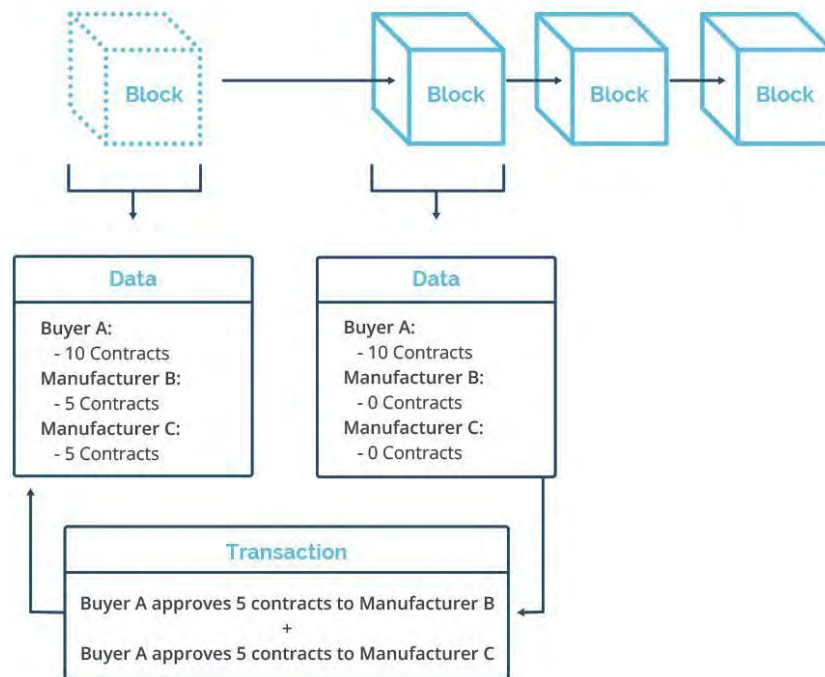 Block
Block
Block
Block
Data
Buyer A:
- 10 Contracts
Manufacturer B:
- 5 Contracts
Manufacturer C:
- 5 Contracts
Data
Buyer A:
- 10 Contracts
Manufacturer B:
- 0 Contracts
Manufacturer C:
- 0 Contracts
Transaction
Buyer A approves 5 contracts to Manufacturer B
+
Buyer A approves 5 contracts to Manufacturer C